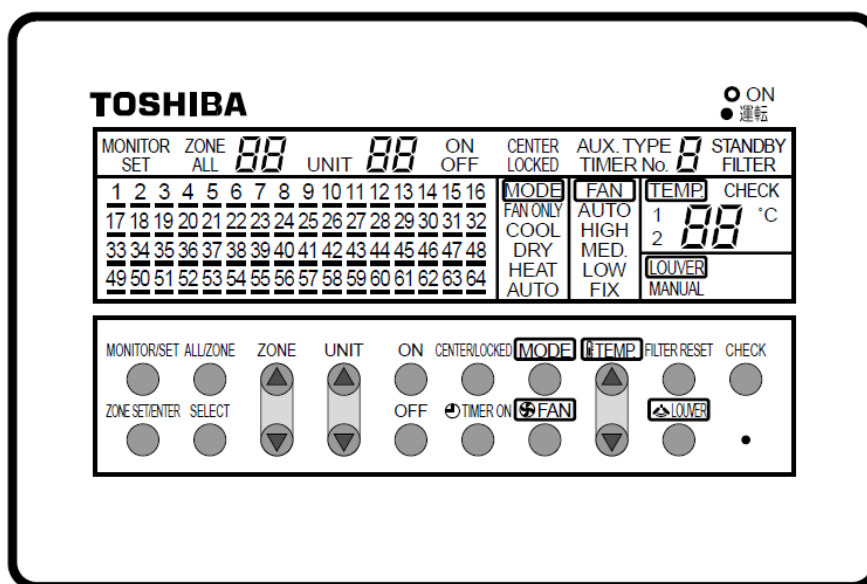 TOSHIBA
ON
運転
MONITOR SET ZONE ALL 88 UNIT 88 ON OFF CENTER LOCKED AUX. TYPE TIMER No. 8 STANDBY FILTER
1 2 3 4 5 6 7 8 9 10 11 12 13 14 15 16
17 18 19 20 21 22 23 24 25 26 27 28 29 30 31 32
33 34 35 36 37 38 39 40 41 42 43 44 45 46 47 48
49 50 51 52 53 54 55 56 57 58 59 60 61 62 63 64
MODE
FAN ONLY
COOL
DRY
HEAT
AUTO
FAN
AUTO
HIGH
MED.
LOW
FIX
TEMP. CHECK
1 2 88 °C
LOUVER
MANUAL
MONITOR/SET ALL/ZONE ZONE UNIT ON CENTER/LOCKED MODE TEMP. FILTER RESET CHECK
ZONE SET/ENTER SELECT OFF TIMER ON FAN LOUVER